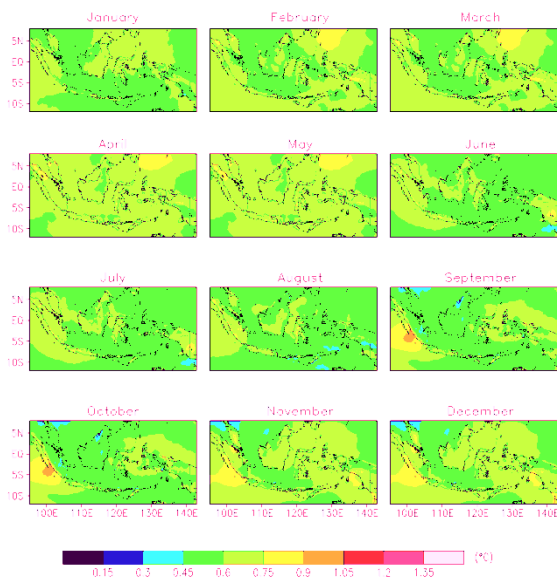 January February March
5N
EQ
5S
10S
April May June
5N
EQ
5S
10S
July August September
5N
EQ
5S
10S
October November December
5N
EQ
5S
10S
100E 110E 120E 130E 140E 100E 110E 120E 130E 140E 100E 110E 120E 130E 140E
(°C)
0.15 0.3 0.45 0.6 0.75 0.9 1.05 1.2 1.35